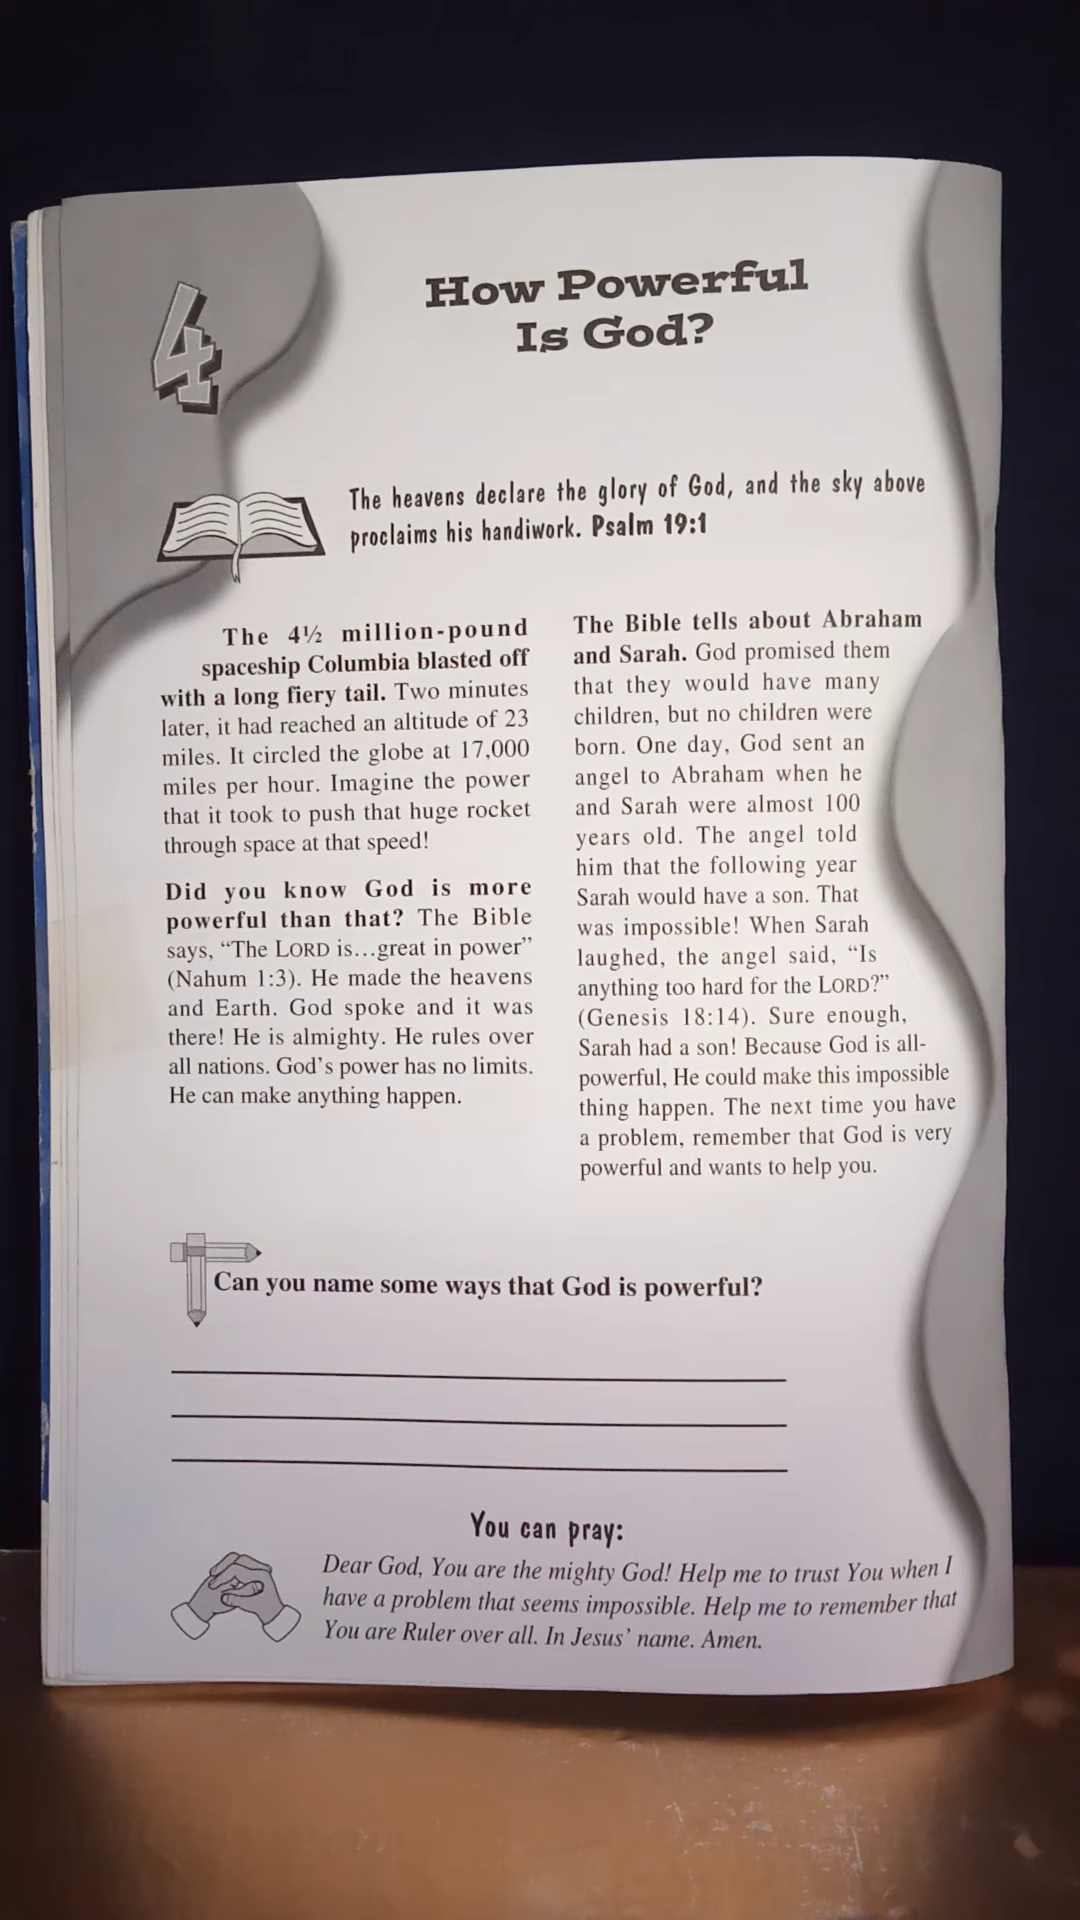 4
How Powerful
Is God?
The heavens declare the glory of God, and the sky above
proclaims his handiwork. Psalm 19:1
The 4½ million-pound
spaceship Columbia blasted off
with a long fiery tail. Two minutes
later, it had reached an altitude of 23
miles. It circled the globe at 17,000
miles per hour. Imagine the power
that it took to push that huge rocket
through space at that speed!
Did you know God is more
powerful than that? The Bible
says, “The LORD is...great in power”
(Nahum 1:3). He made the heavens
and Earth. God spoke and it was
there! He is almighty. He rules over
all nations. God’s power has no limits.
He can make anything happen.
The Bible tells about Abraham
and Sarah. God promised them
that they would have many
children, but no children were
born. One day, God sent an
angel to Abraham when he
and Sarah were almost 100
years old. The angel told
him that the following year
Sarah would have a son. That
was impossible! When Sarah
laughed, the angel said, “Is
anything too hard for the LORD?”
(Genesis 18:14). Sure enough,
Sarah had a son! Because God is all-
powerful, He could make this impossible
thing happen. The next time you have
a problem, remember that God is very
powerful and wants to help you.
Can you name some ways that God is powerful?
You can pray:
Dear God, You are the mighty God! Help me to trust You when I
have a problem that seems impossible. Help me to remember that
You are Ruler over all. In Jesus’ name. Amen.